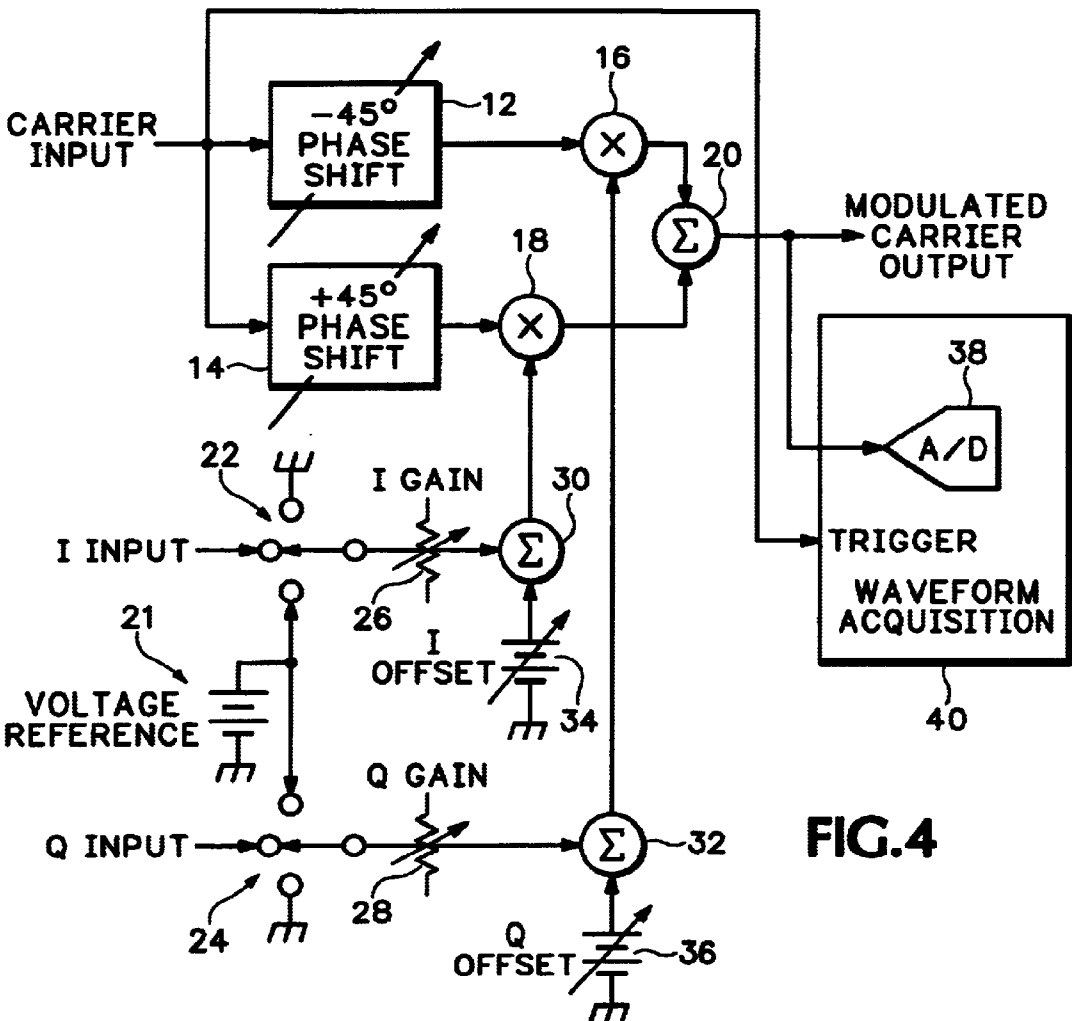 CARRIER
INPUT
−45°
PHASE
SHIFT
12
16
20
MODULATED
CARRIER
OUTPUT
×
Σ
+45°
PHASE
SHIFT
14
18
×
38
A/D
TRIGGER
WAVEFORM
ACQUISITION
40
22
I GAIN
30
I INPUT
Σ
26
21
VOLTAGE
REFERENCE
I
OFFSET
34
Q GAIN
Q INPUT
Σ
32
28
24
Q
OFFSET
36
FIG.4